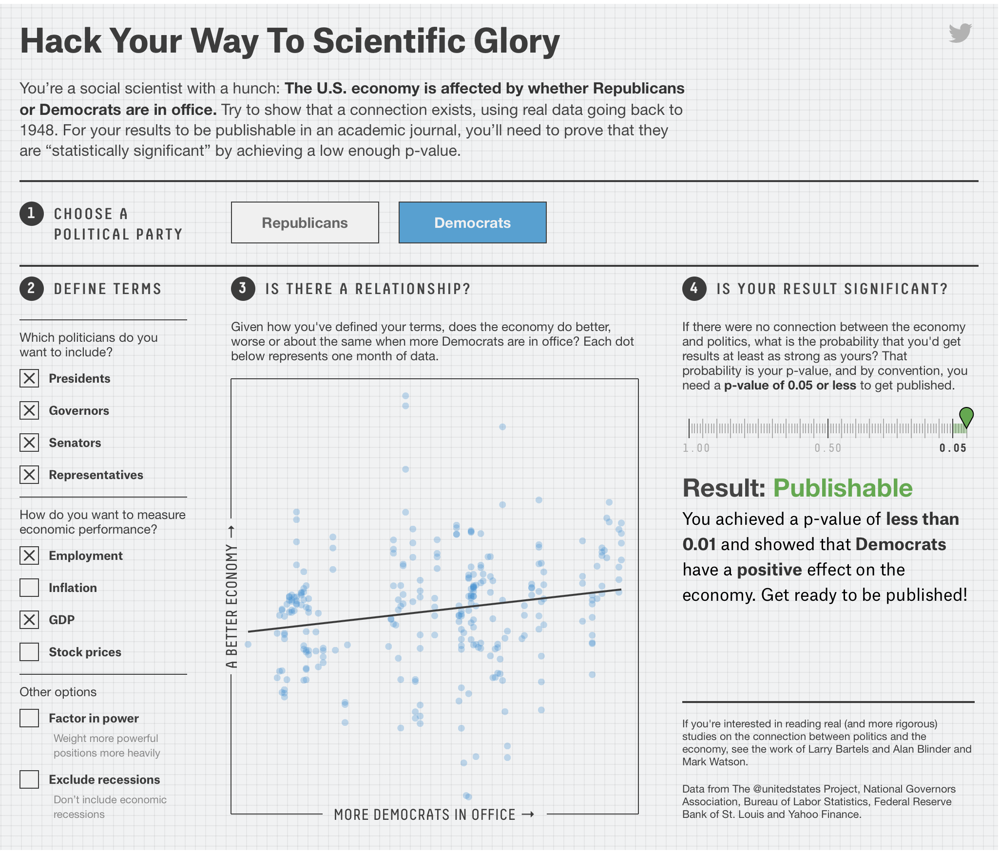 Hack Your Way To Scientific Glory
You’re a social scientist with a hunch: The U.S. economy is affected by whether Republicans
or Democrats are in office. Try to show that a connection exists, using real data going back to
1948. For your results to be publishable in an academic journal, you’ll need to prove that they
are “statistically significant” by achieving a low enough p-value.
1 CHOOSE A
POLITICAL PARTY
Republicans
Democrats
2 DEFINE TERMS
Which politicians do you
want to include?
Presidents
Governors
Senators
Representatives
How do you want to measure
economic performance?
Employment
Inflation
GDP
Stock prices
Other options
Factor in power
Weight more powerful
positions more heavily
Exclude recessions
Don’t include economic
recessions
3 IS THERE A RELATIONSHIP?
Given how you've defined your terms, does the economy do better,
worse or about the same when more Democrats are in office? Each dot
below represents one month of data.
A BETTER ECONOMY →
MORE DEMOCRATS IN OFFICE →
4 IS YOUR RESULT SIGNIFICANT?
If there were no connection between the economy
and politics, what is the probability that you'd get
results at least as strong as yours? That
probability is your p-value, and by convention, you
need a p-value of 0.05 or less to get published.
1.00 0.50 0.05
Result: Publishable
You achieved a p-value of less than
0.01 and showed that Democrats
have a positive effect on the
economy. Get ready to be published!
If you're interested in reading real (and more rigorous)
studies on the connection between politics and the
economy, see the work of Larry Bartels and Alan Blinder and
Mark Watson.
Data from The @unitedstates Project, National Governors
Association, Bureau of Labor Statistics, Federal Reserve
Bank of St. Louis and Yahoo Finance.